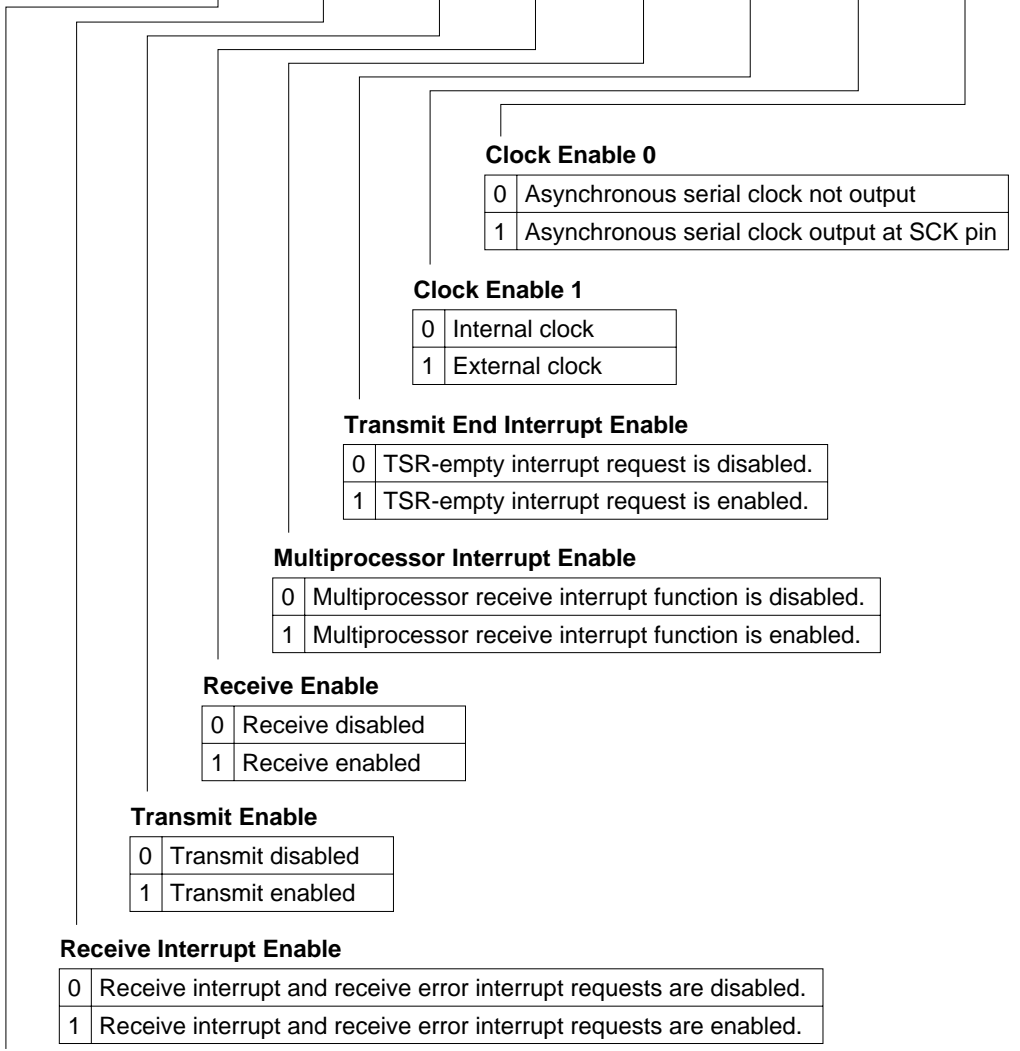 Clock Enable 0
0 Asynchronous serial clock not output
1 Asynchronous serial clock output at SCK pin
Clock Enable 1
0 Internal clock
1 External clock
Transmit End Interrupt Enable
0 TSR-empty interrupt request is disabled.
1 TSR-empty interrupt request is enabled.
Multiprocessor Interrupt Enable
0 Multiprocessor receive interrupt function is disabled.
1 Multiprocessor receive interrupt function is enabled.
Receive Enable
0 Receive disabled
1 Receive enabled
Transmit Enable
0 Transmit disabled
1 Transmit enabled
Receive Interrupt Enable
0 Receive interrupt and receive error interrupt requests are disabled.
1 Receive interrupt and receive error interrupt requests are enabled.